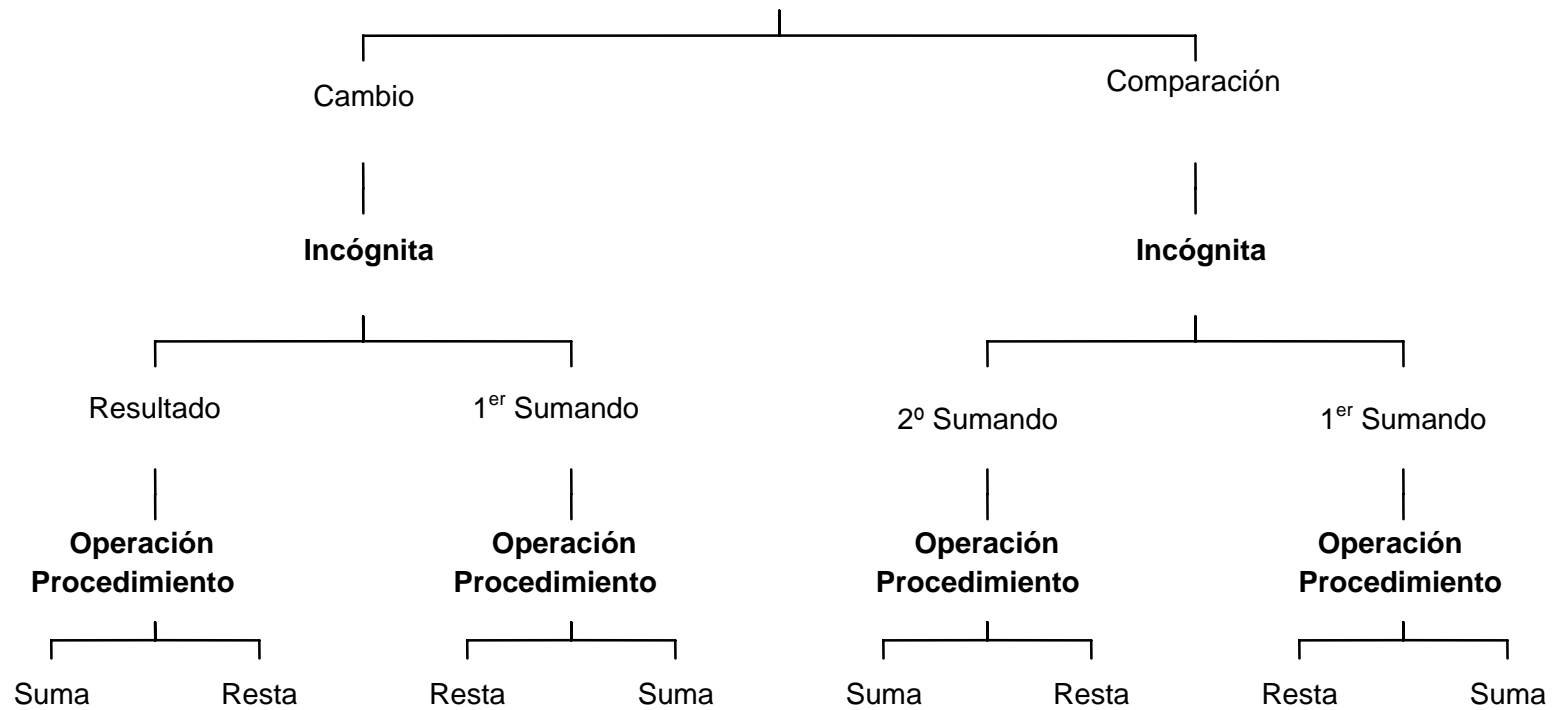 Cambio
Comparación
Incógnita
Incógnita
Resultado
1er Sumando
2º Sumando
1er Sumando
Operación
Procedimiento
Operación
Procedimiento
Operación
Procedimiento
Operación
Procedimiento
Suma
Resta
Resta
Suma
Suma
Resta
Resta
Suma